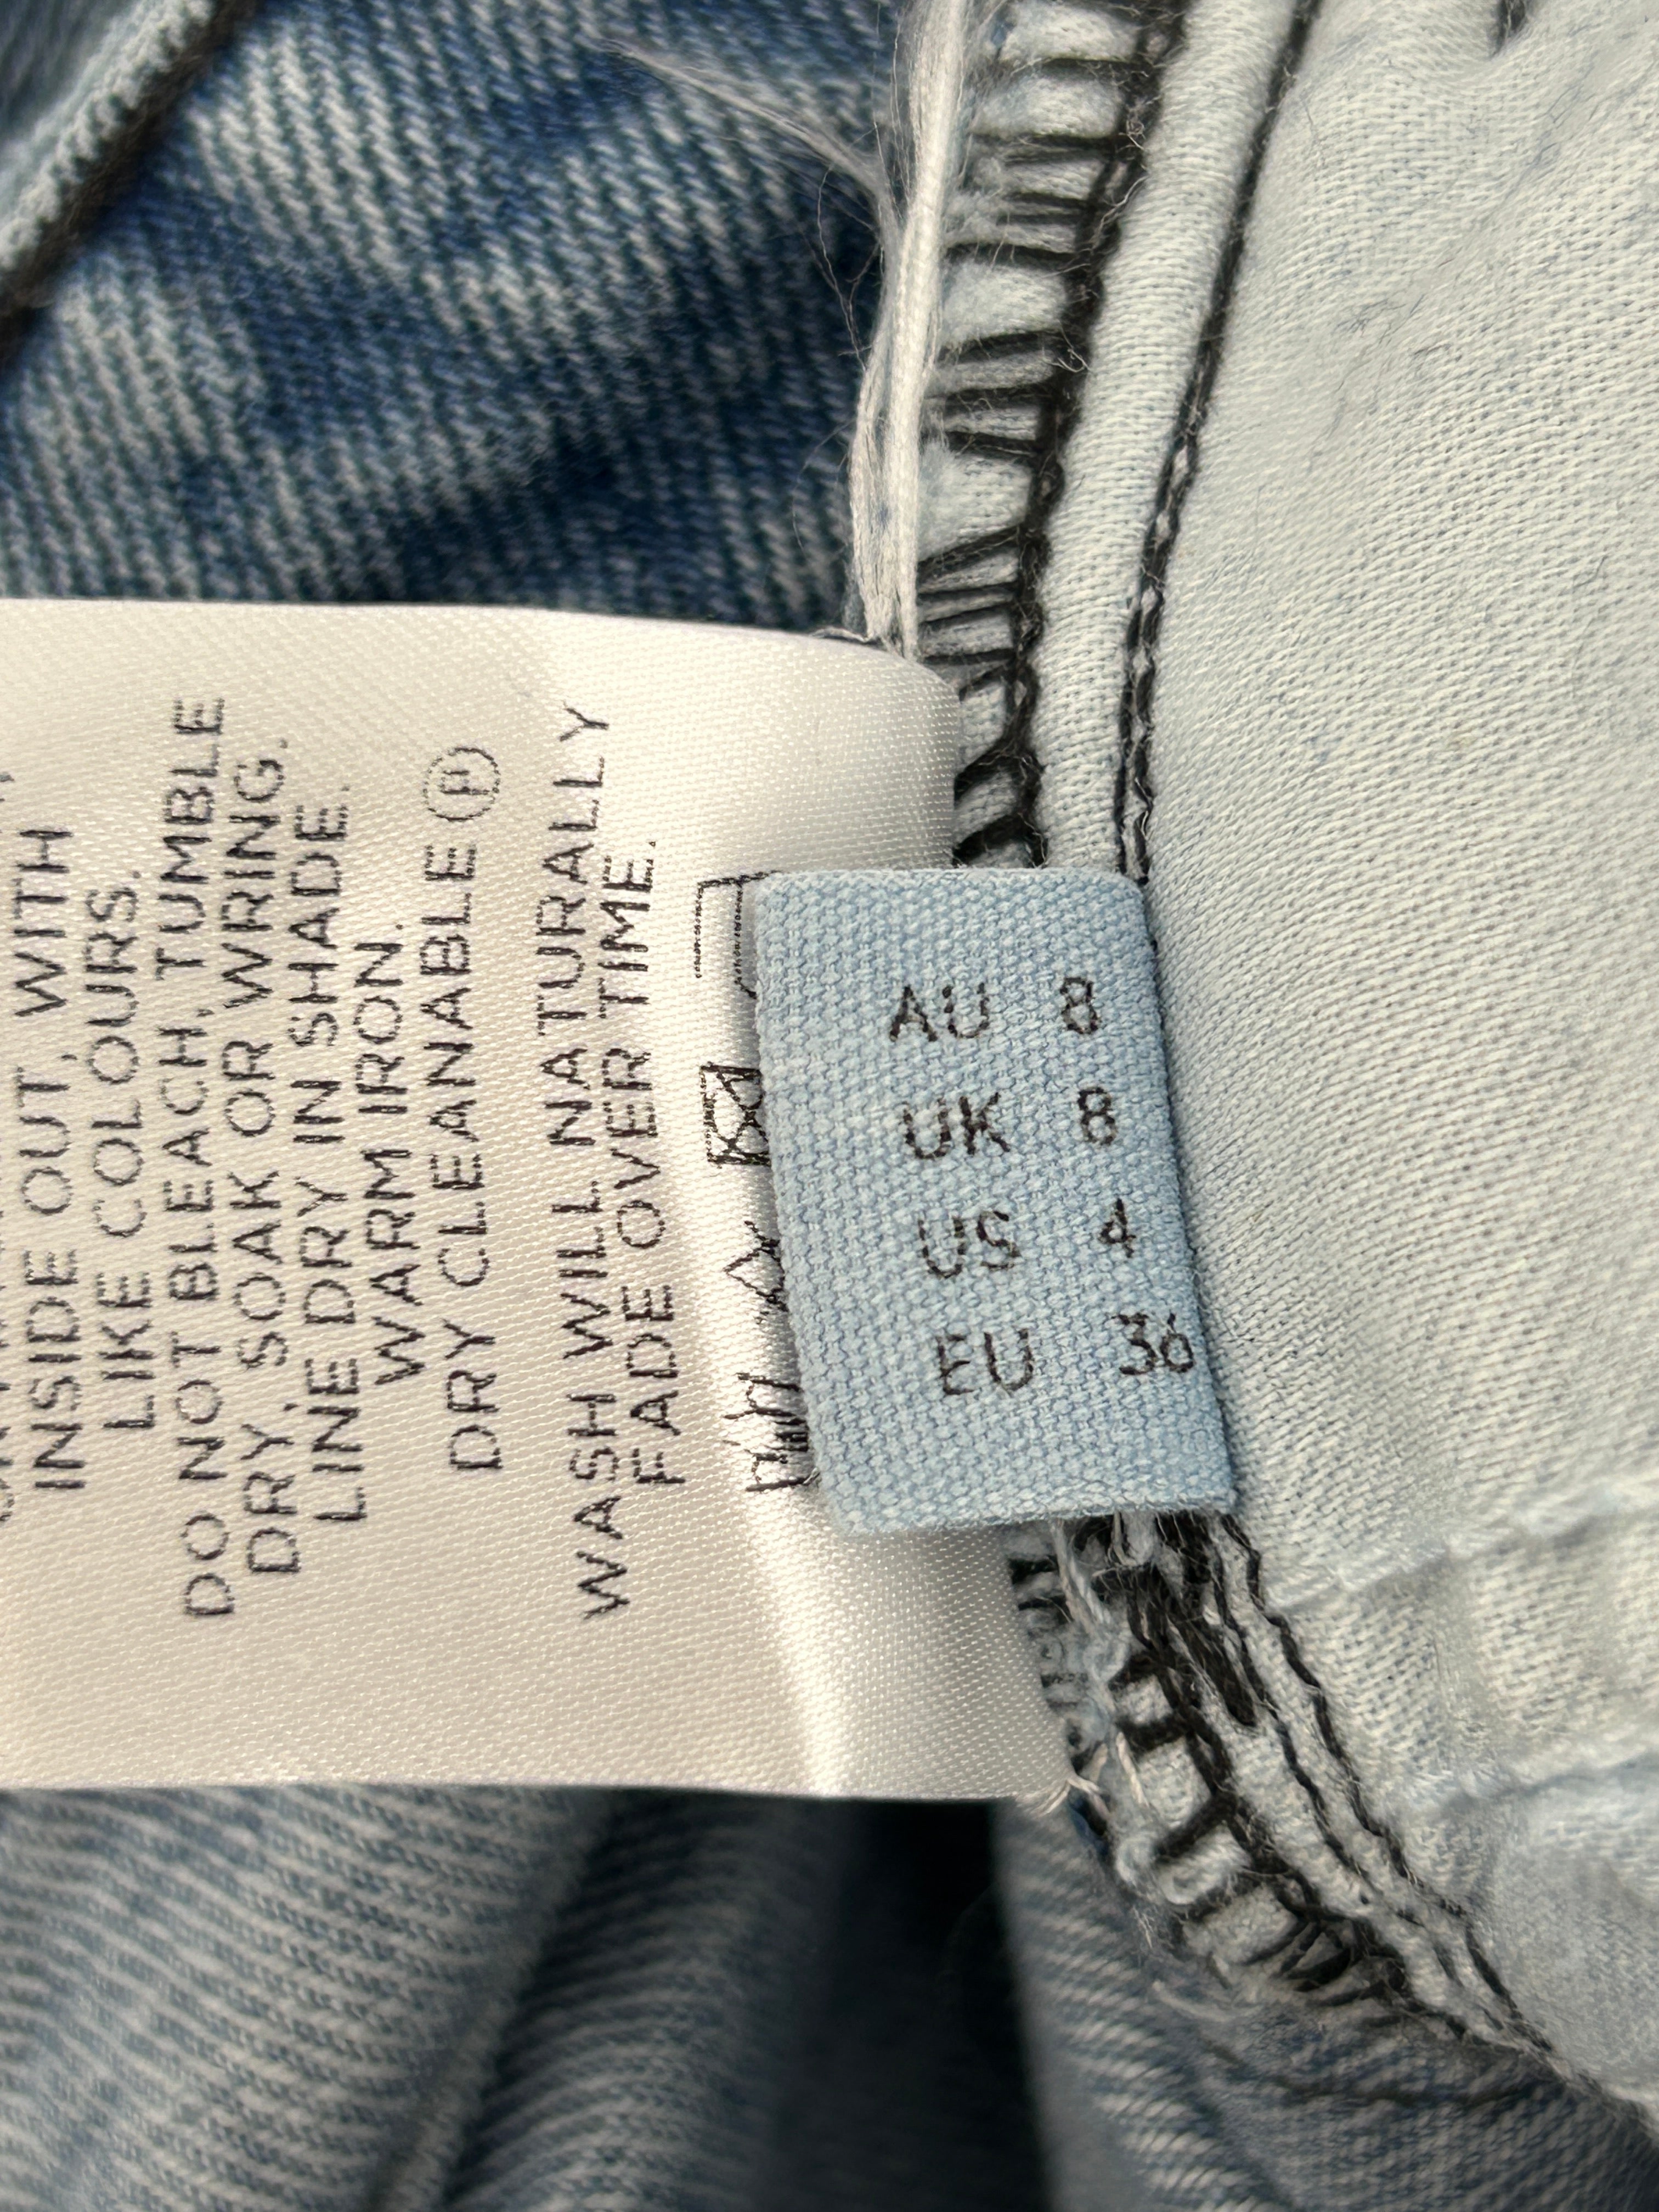 INSIDE OUT, WITH
LIKE COLOURS.
DO NOT BLEACH, TUMBLE
DRY, SOAK OR WRING.
LINE DRY IN SHADE.
WARM IRON.
DRY CLEANABLE Ⓟ
WASH WILL NATURALLY
FADE OVER TIME.
AU 8
UK 8
US 4
EU 36